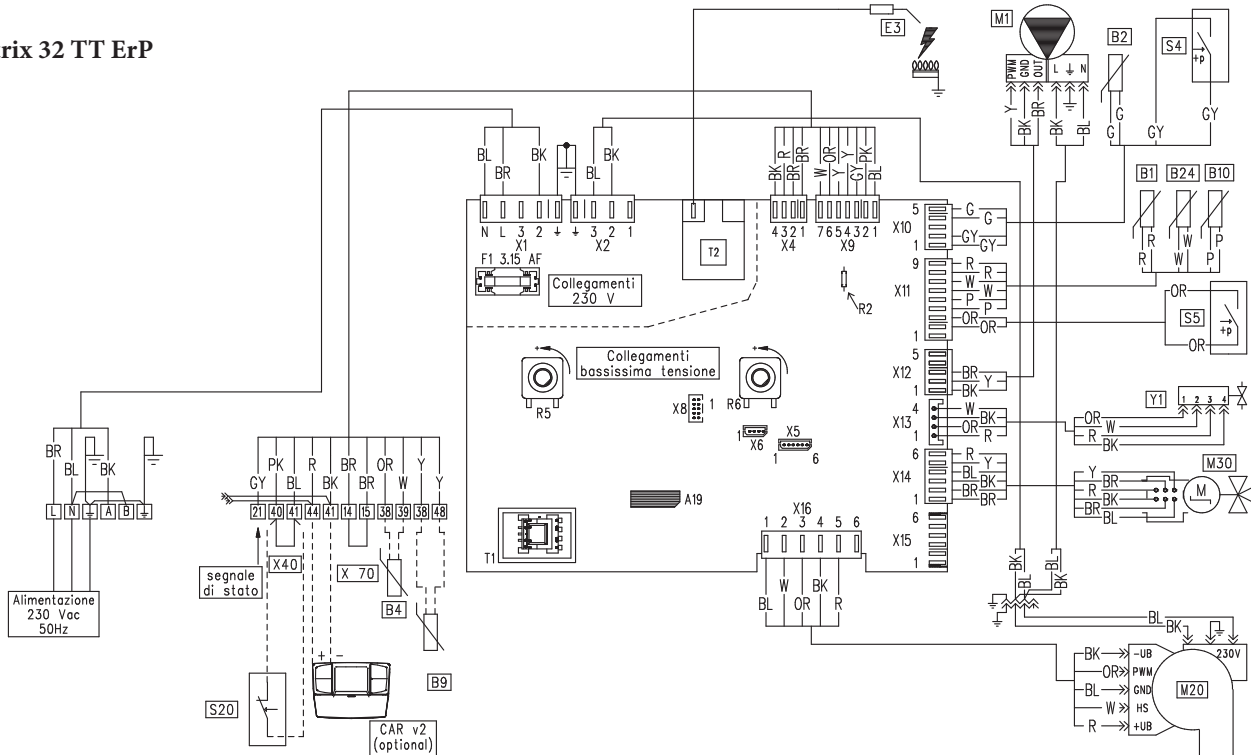 rix 32 TT ErP
E3
M1
B2
S4
+p
PWM
GND
OUT
L
N
Y
BK
BR
BK
BL
G
G
GY
GY
BL
BR
BK
BL
BK
BK
R
BR
BR
W
OR
Y
Y
GY
PK
BL
N L 3 2
X1
3 2 1
X2
T2
4 3 2 1
X4
7 6 5 4 3 2 1
X9
F1 3.15 AF
Collegamenti
230 V
R2
Collegamenti
bassissima tensione
R5
R6
X8
1
1
X6
X5
1
6
A19
T1
X16
1 2 3 4 5 6
BL
W
OR
BK
R
5
X10
1
G
G
GY
GY
9
X11
1
R
R
W
W
P
P
OR
OR
5
X12
1
BR
Y
BK
4
X13
1
W
BK
OR
R
6
X14
1
R
Y
BL
BK
BR
BR
6
X15
1
B1
B24
B10
R
R
W
W
P
P
OR
S5
+p
OR
Y1
1 2 3 4
OR
W
R
BK
M30
M
Y
BR
R
BK
BR
BL
BK
BL
BL
BK
BL
BK
230V
BK
-UB
OR
PWM
BL
GND
W
HS
R
+UB
M20
BR
BL
BK
L N A B
Alimentazione
230 Vac
50Hz
GY
PK
BL
R
BK
BR
BR
OR
W
Y
Y
21 40 41 44 41 14 15 38 39 38 48
segnale
di stato
X40
X 70
B4
B9
S20
+ -
CAR v2
(optional)